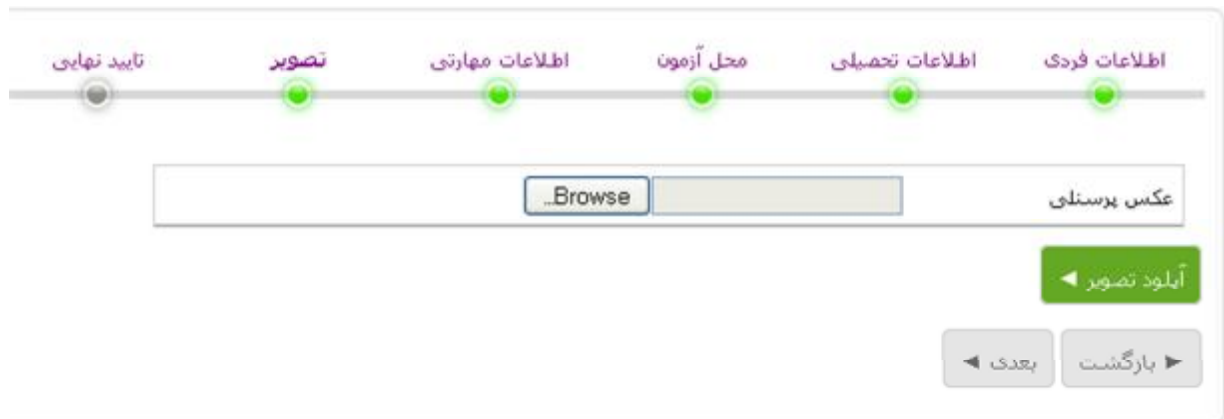 اطلاعات فردی اطلاعات تحصیلی محل آزمون اطلاعات مهارتی تصویر تایید نهایی
عکس پرسنلی Browse...
آپلود تصویر ◄
► بازگشت بعدی ◄